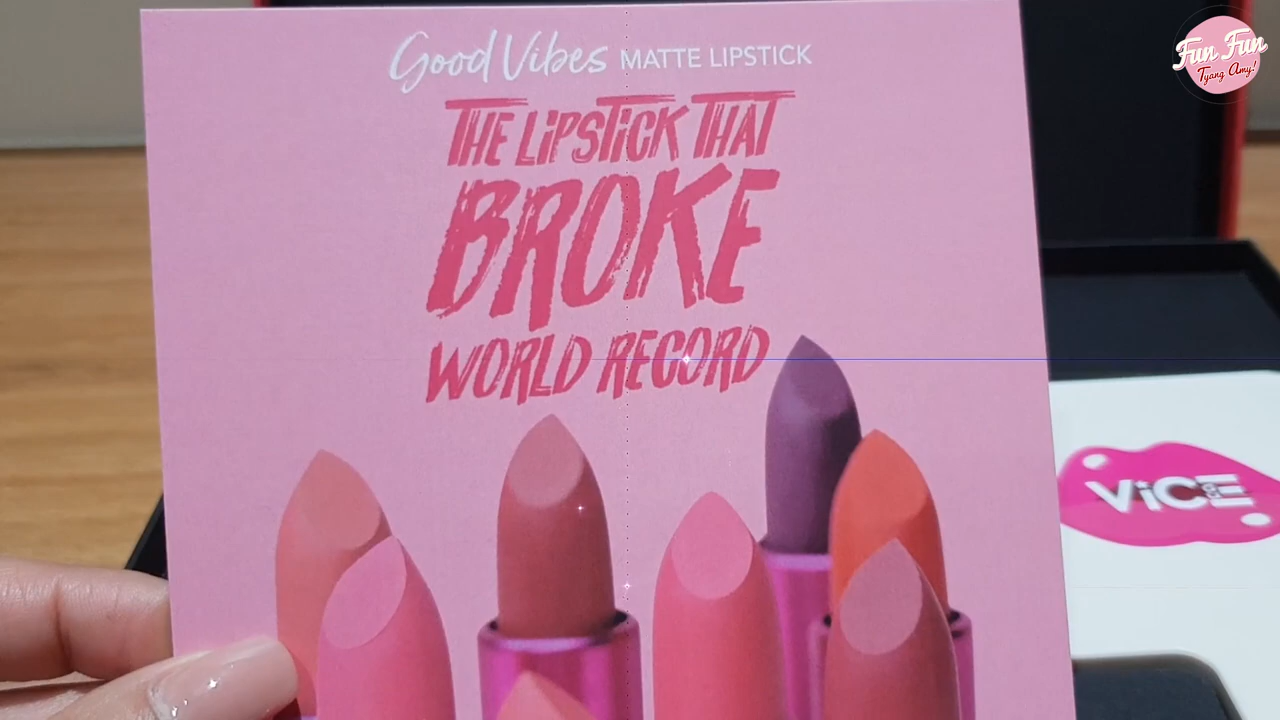 Good Vibes MATTE LIPSTICK
THE LIPSTICK THAT
BROKE
WORLD RECORD
ViCE
Fun Fun
Tyang Amy!